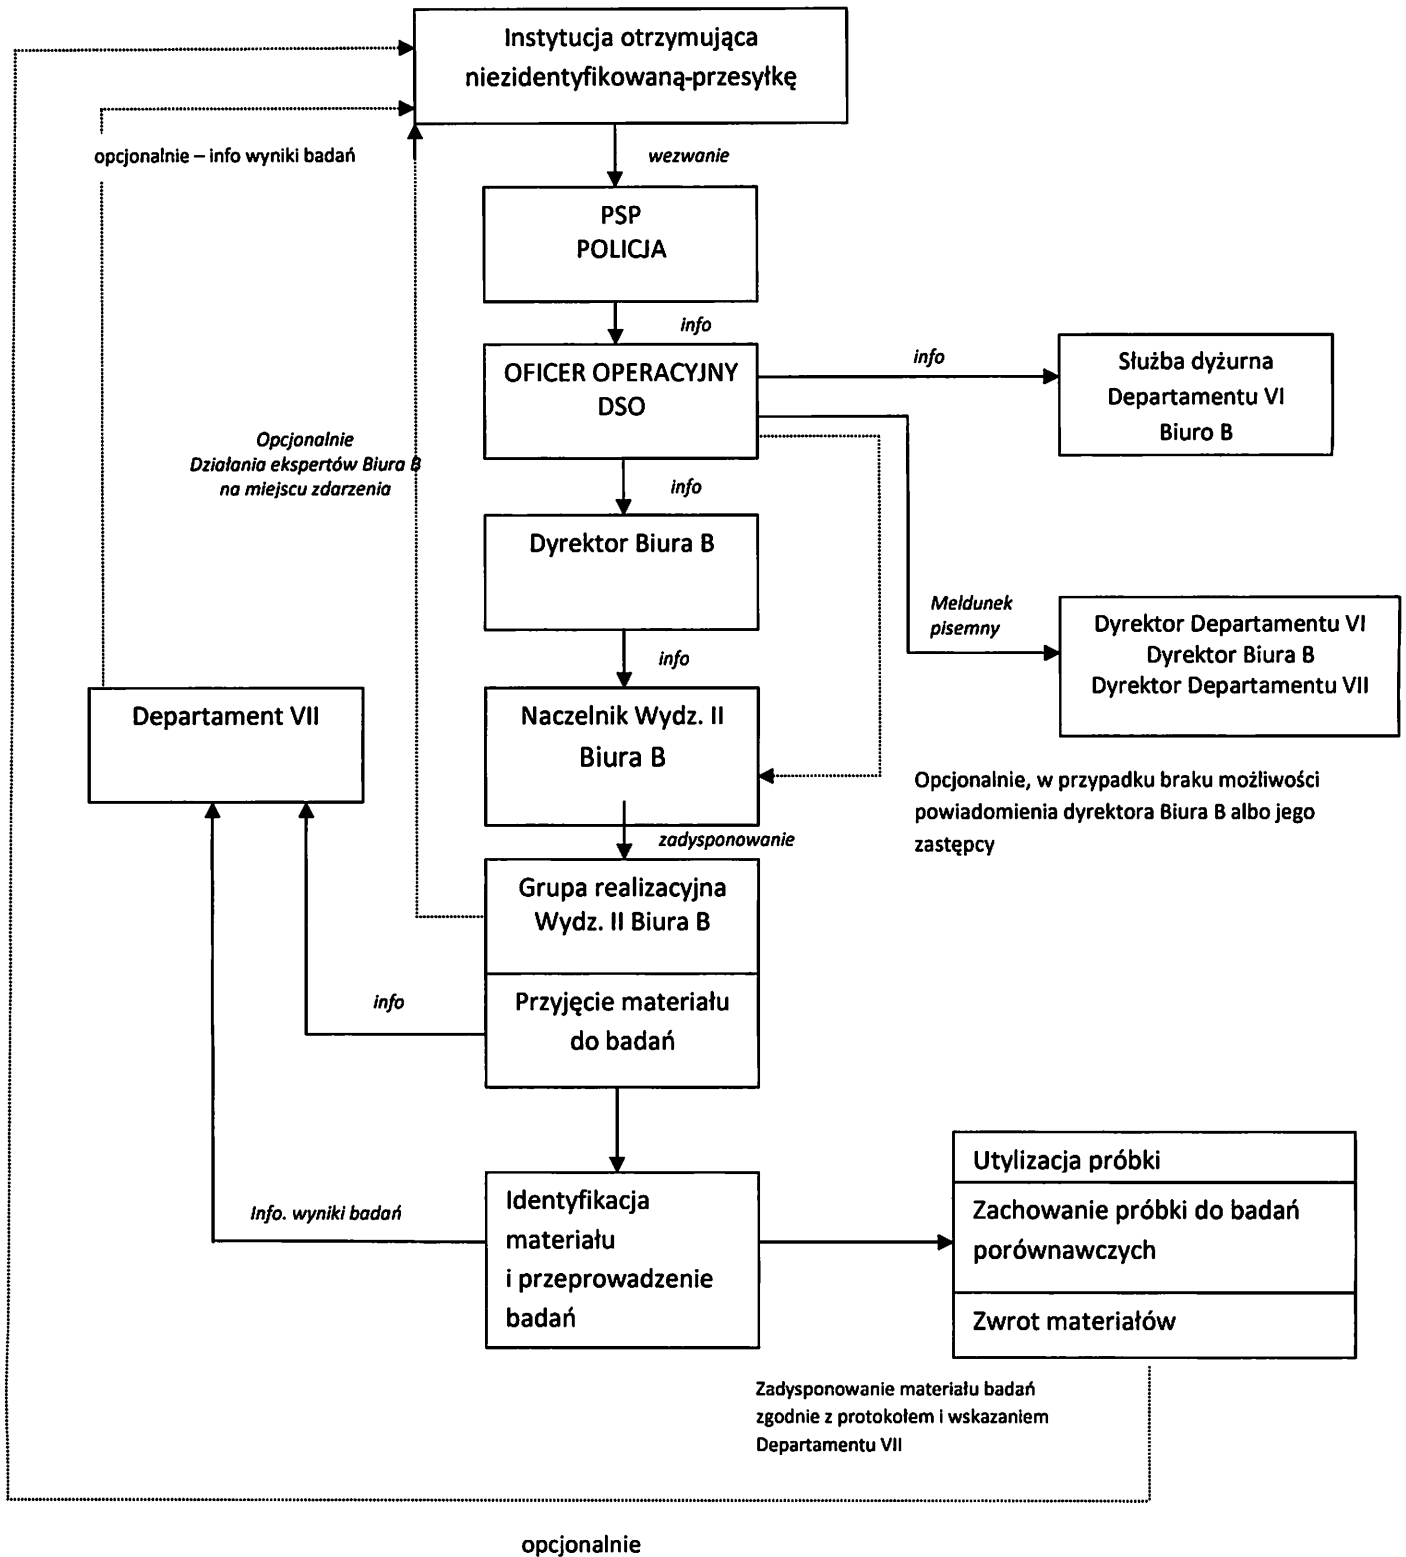 Instytucja otrzymująca
niezidentyfikowaną-przesyłkę
opcjonalnie – info wyniki badań
wezwanie
PSP
POLICJA
info
OFICER OPERACYJNY
DSO
info
Służba dyżurna
Departamentu VI
Biuro B
Opcjonalnie
Działania ekspertów Biura B
na miejscu zdarzenia
info
Dyrektor Biura B
Meldunek
pisemny
Dyrektor Departamentu VI
Dyrektor Biura B
Dyrektor Departamentu VII
info
Departament VII
Naczelnik Wydz. II
Biura B
Opcjonalnie, w przypadku braku możliwości
powiadomienia dyrektora Biura B albo jego
zastępcy
zadysponowanie
Grupa realizacyjna
Wydz. II Biura B
info
Przyjęcie materiału
do badań
Info. wyniki badań
Identyfikacja
materiału
i przeprowadzenie
badań
Utylizacja próbki
Zachowanie próbki do badań
porównawczych
Zwrot materiałów
Zadysponowanie materiału badań
zgodnie z protokołem i wskazaniem
Departamentu VII
opcjonalnie